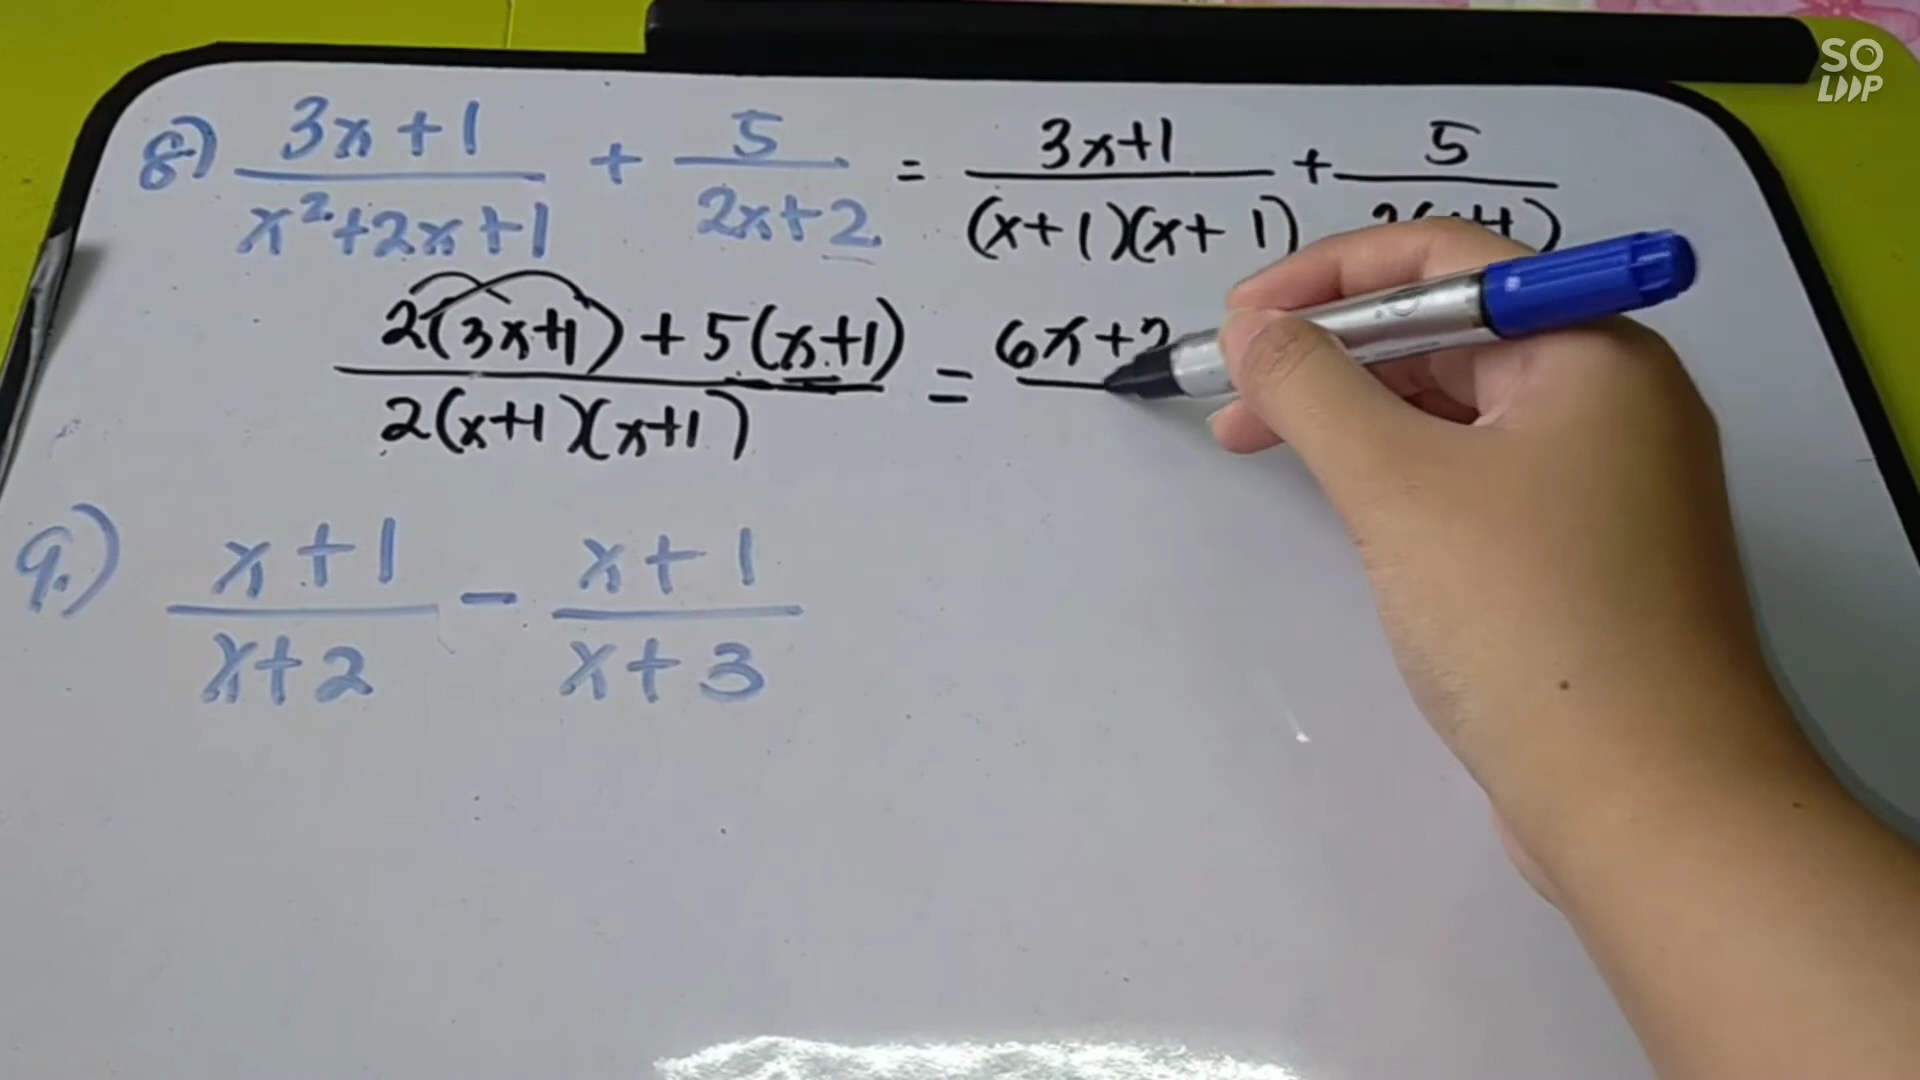 8.) 3x+1 + 5 = 3x+1 + 5
x²+2x+1 2x+2 (x+1)(x+1)
2(3x+1) + 5(x+1) = 6x+2
2(x+1)(x+1)
9.) x+1 - x+1
x+2 x+3
SO
LOOP